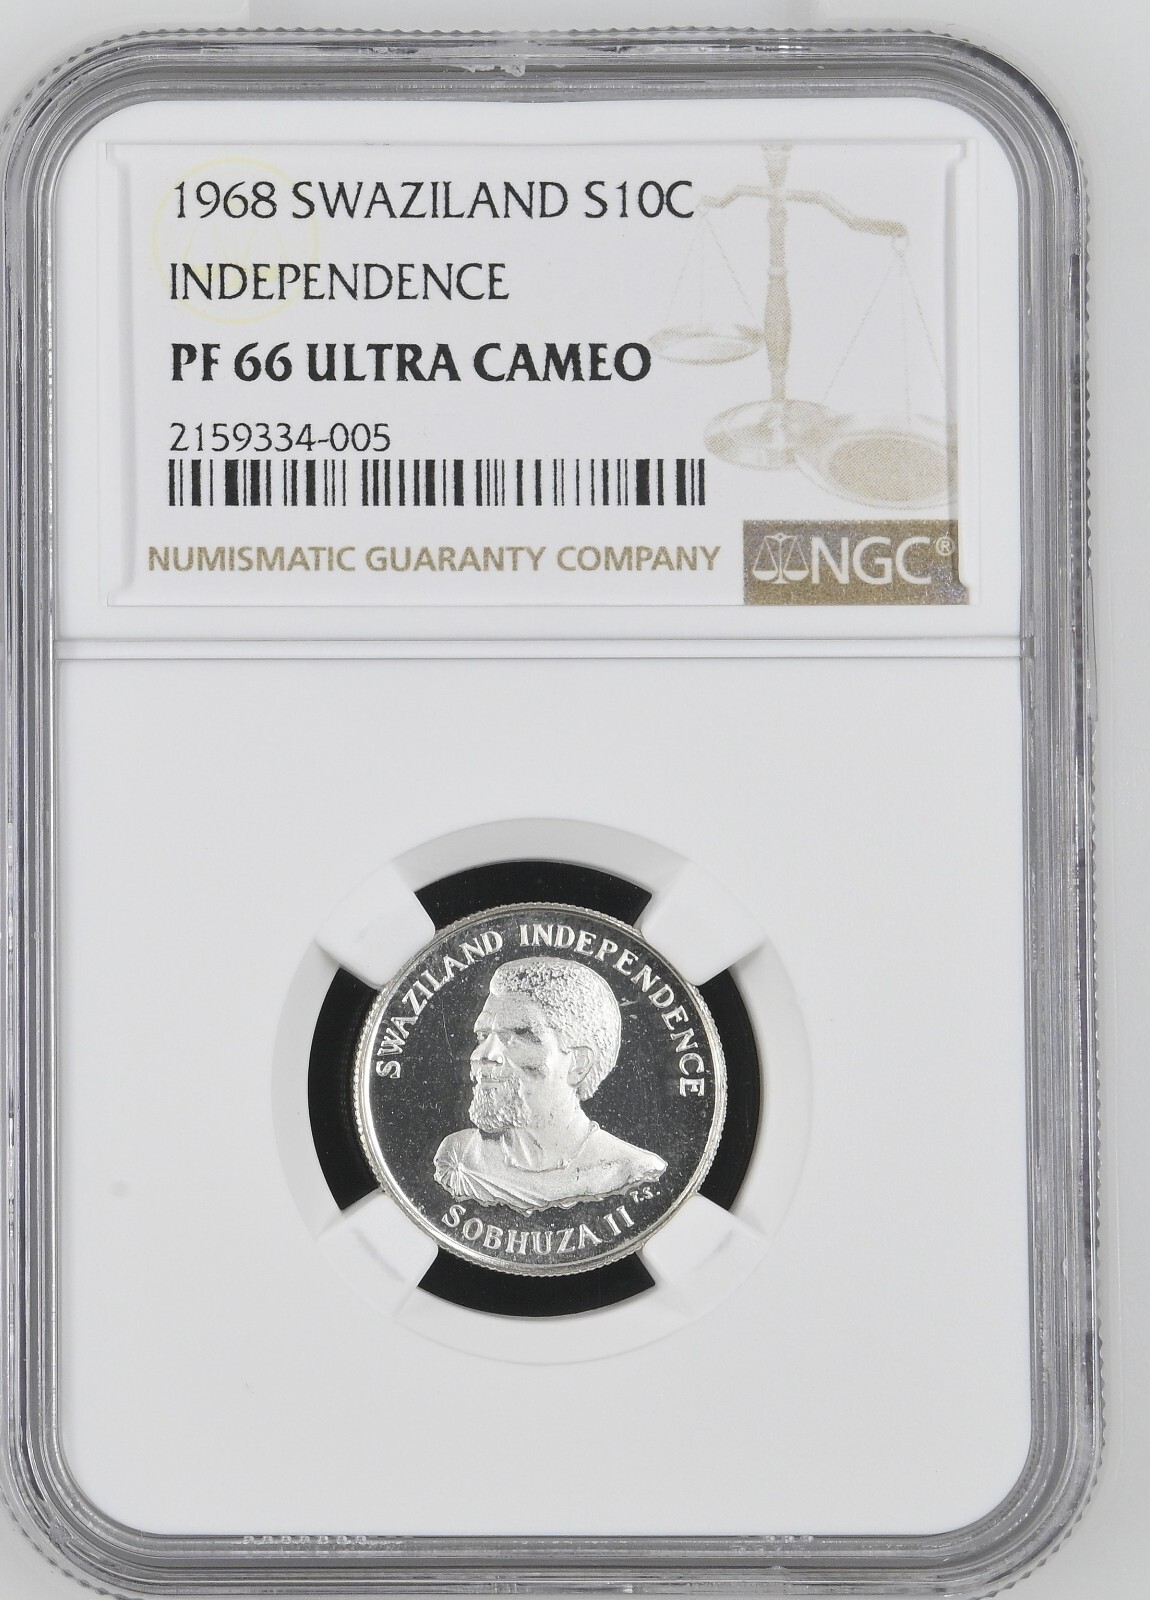 1968 SWAZILAND S10C
INDEPENDENCE
PF 66 ULTRA CAMEO
2159334-005
NUMISMATIC GUARANTY COMPANY
NGC®
SWAZILAND INDEPENDENCE
T.S.
SOBHUZA II